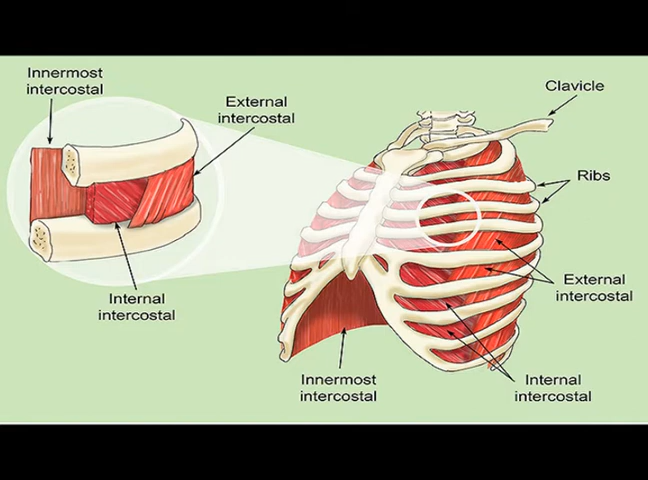 Innermost
intercostal
External
intercostal
Clavicle
Ribs
External
intercostal
Internal
intercostal
Innermost
intercostal
Internal
intercostal